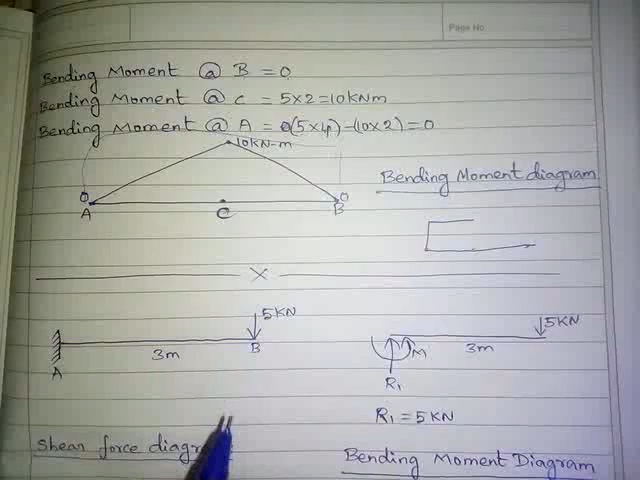 Page No.
Bending Moment @ B = 0
Bending Moment @ C = 5×2=10KNm
Bending Moment @ A = 0(5×4)-(10×2)=0
10KN-m
Bending Moment diagram
0
0
A
C
B
X
5KN
5KN
3m
B
A
M
3m
R1
R1 = 5KN
Shear force
Bending Moment Diagram